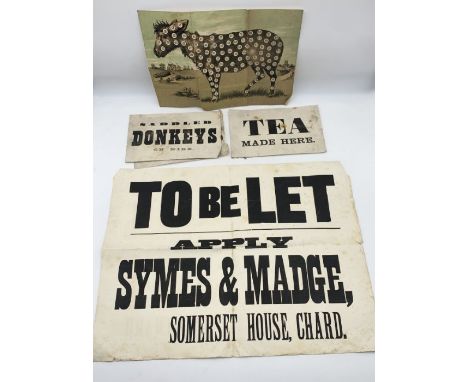 SADDLED
DONKEYS
ON HIRE.
TEA
MADE HERE.
TO BE LET
APPLY
SYMES & MADGE,
SOMERSET HOUSE, CHARD.